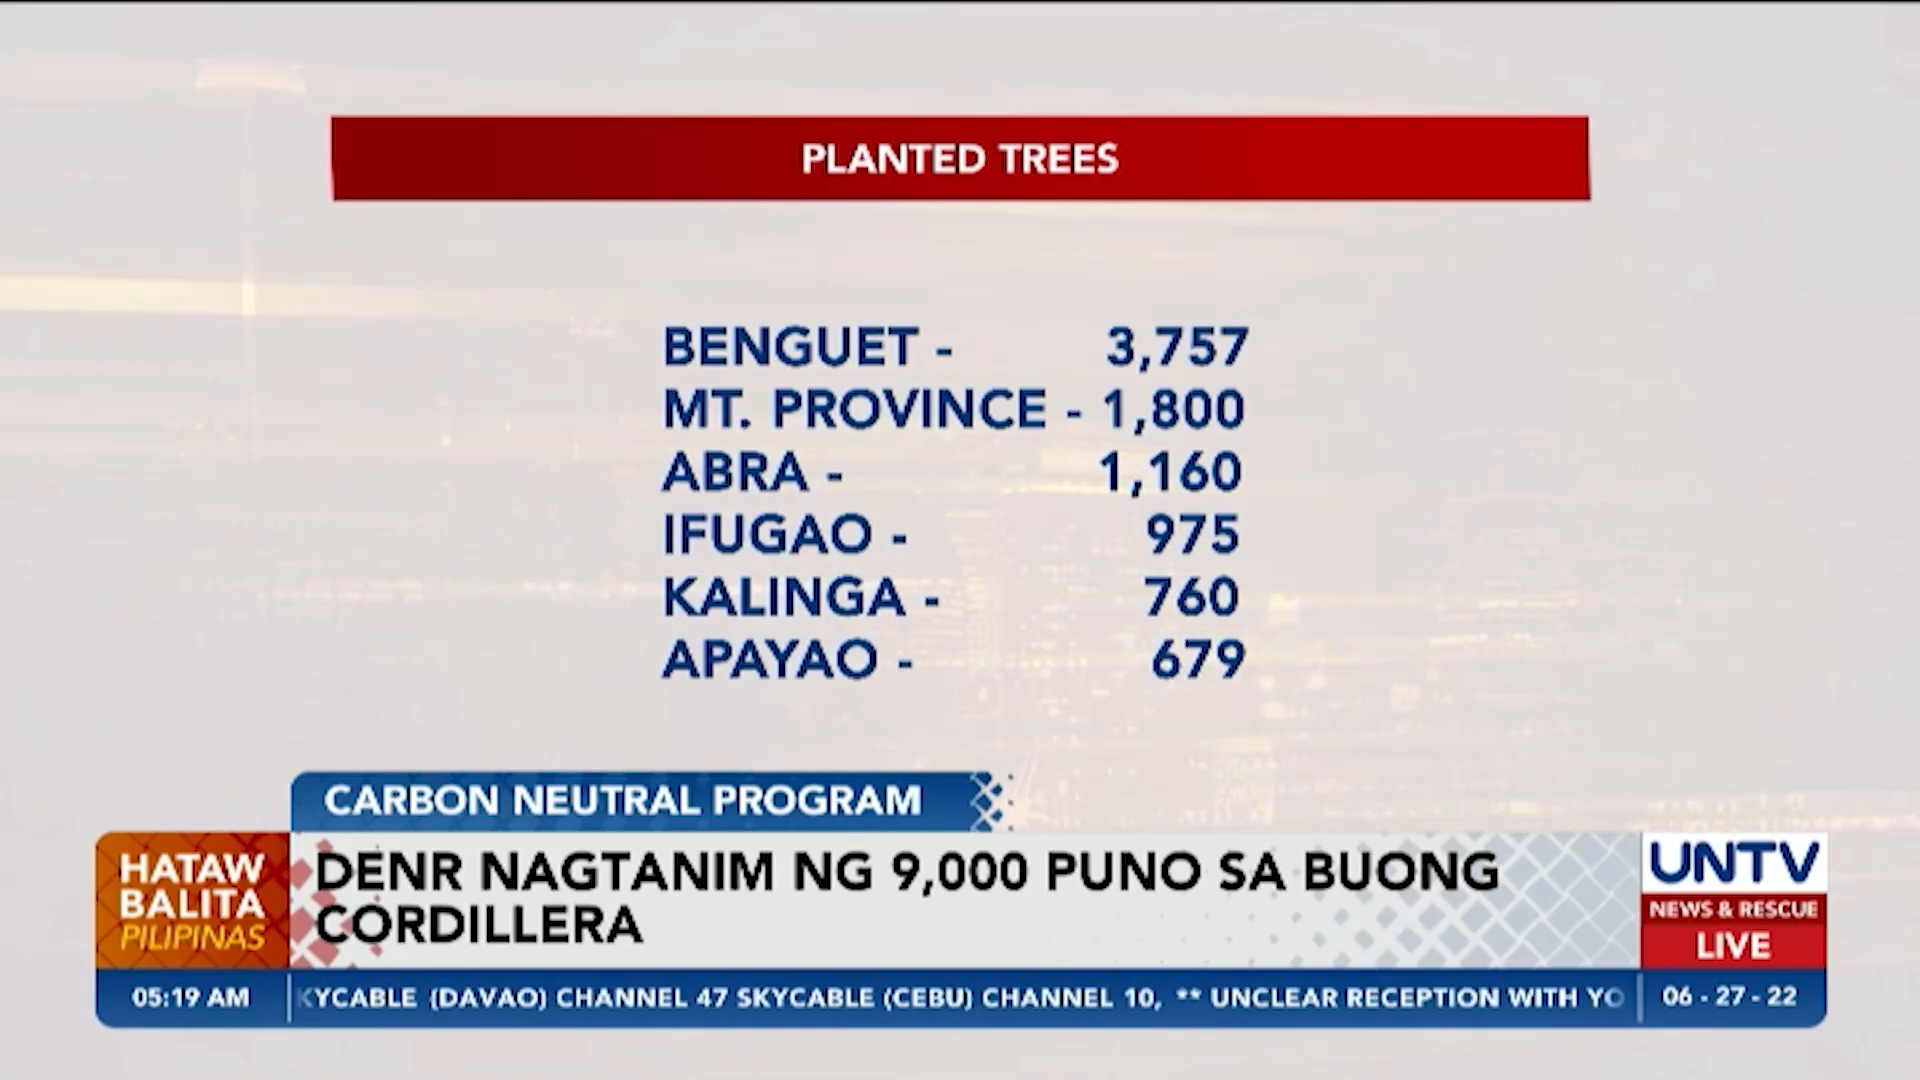 PLANTED TREES
BENGUET - 3,757
MT. PROVINCE - 1,800
ABRA - 1,160
IFUGAO - 975
KALINGA - 760
APAYAO - 679
CARBON NEUTRAL PROGRAM
HATAW
BALITA
PILIPINAS
DENR NAGTANIM NG 9,000 PUNO SA BUONG
CORDILLERA
UNTV
NEWS & RESCUE
LIVE
05:19 AM
KYCABLE (DAVAO) CHANNEL 47 SKYCABLE (CEBU) CHANNEL 10, ** UNCLEAR RECEPTION WITH YO
06 - 27 - 22